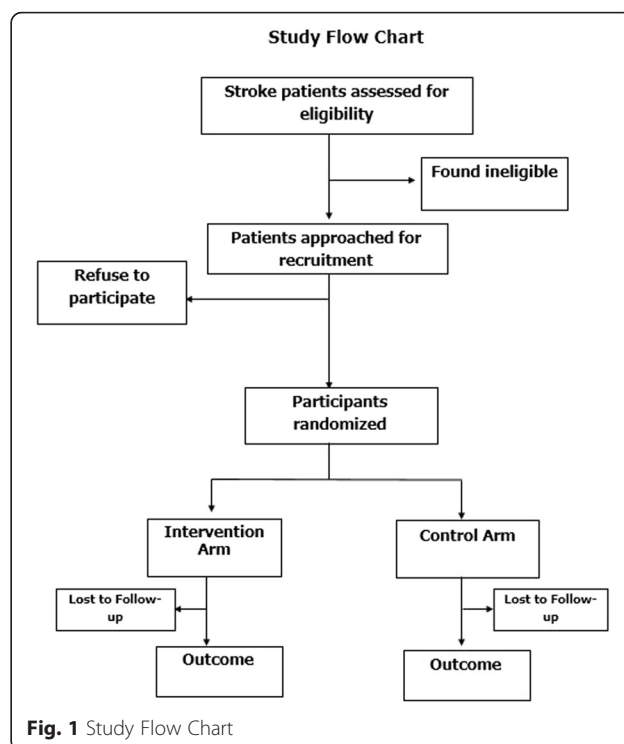 Study Flow Chart
Stroke patients assessed for
eligibility
Found ineligible
Patients approached for
recruitment
Refuse to
participate
Participants
randomized
Intervention
Arm
Control Arm
Lost to Follow-
up
Lost to Follow-
up
Outcome
Outcome
Fig. 1 Study Flow Chart